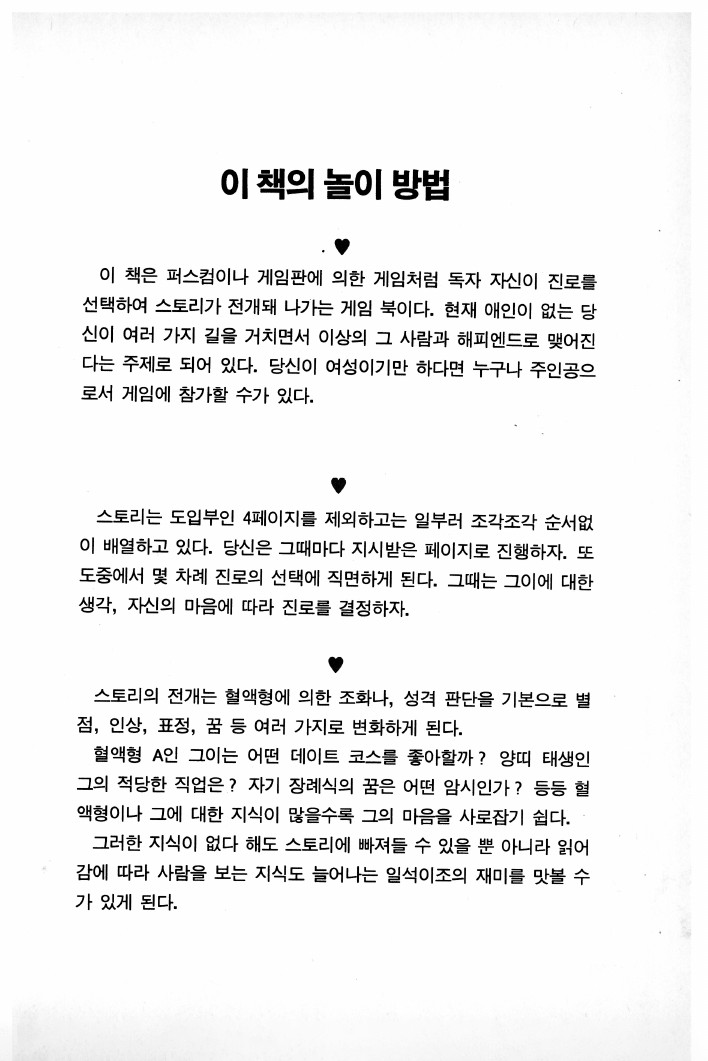 이 책의 놀이 방법
♥
이 책은 퍼스컴이나 게임판에 의한 게임처럼 독자 자신이 진로를
선택하여 스토리가 전개돼 나가는 게임 북이다. 현재 애인이 없는 당
신이 여러 가지 길을 거치면서 이상의 그 사람과 해피엔드로 맺어진
다는 주제로 되어 있다. 당신이 여성이기만 하다면 누구나 주인공으
로서 게임에 참가할 수가 있다.
♥
스토리는 도입부인 4페이지를 제외하고는 일부러 조각조각 순서없
이 배열하고 있다. 당신은 그때마다 지시받은 페이지로 진행하자. 또
도중에서 몇 차례 진로의 선택에 직면하게 된다. 그때는 그이에 대한
생각, 자신의 마음에 따라 진로를 결정하자.
♥
스토리의 전개는 혈액형에 의한 조화나, 성격 판단을 기본으로 별
점, 인상, 표정, 꿈 등 여러 가지로 변화하게 된다.
혈액형 A인 그이는 어떤 데이트 코스를 좋아할까? 양띠 태생인
그의 적당한 직업은? 자기 장례식의 꿈은 어떤 암시인가? 등등 혈
액형이나 그에 대한 지식이 많을수록 그의 마음을 사로잡기 쉽다.
그러한 지식이 없다 해도 스토리에 빠져들 수 있을 뿐 아니라 읽어
감에 따라 사람을 보는 지식도 늘어나는 일석이조의 재미를 맛볼 수
가 있게 된다.